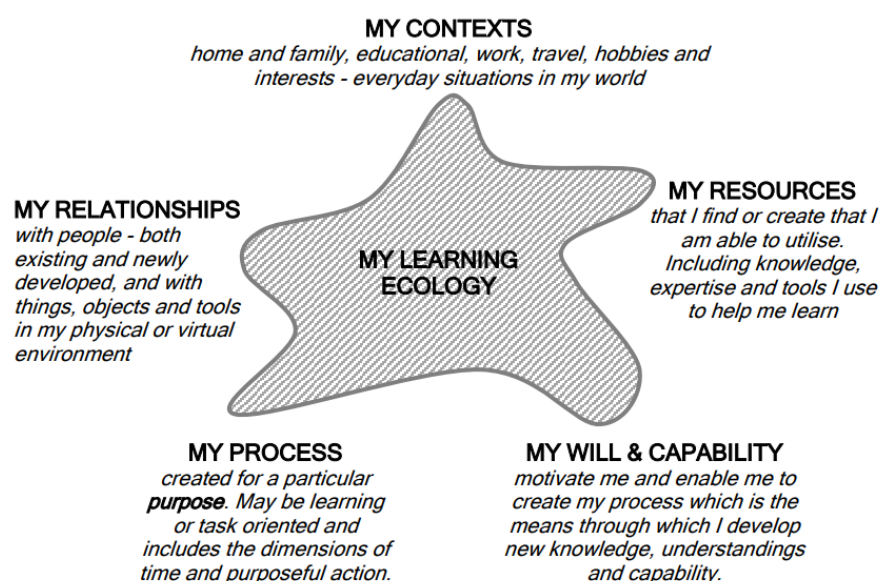 MY CONTEXTS
home and family, educational, work, travel, hobbies and
interests - everyday situations in my world
MY RELATIONSHIPS
with people - both
existing and newly
developed, and with
things, objects and tools
in my physical or virtual
environment
MY LEARNING
ECOLOGY
MY RESOURCES
that I find or create that I
am able to utilise.
Including knowledge,
expertise and tools I use
to help me learn
MY PROCESS
created for a particular
purpose. May be learning
or task oriented and
includes the dimensions of
time and purposeful action.
MY WILL & CAPABILITY
motivate me and enable me to
create my process which is the
means through which I develop
new knowledge, understandings
and capability.